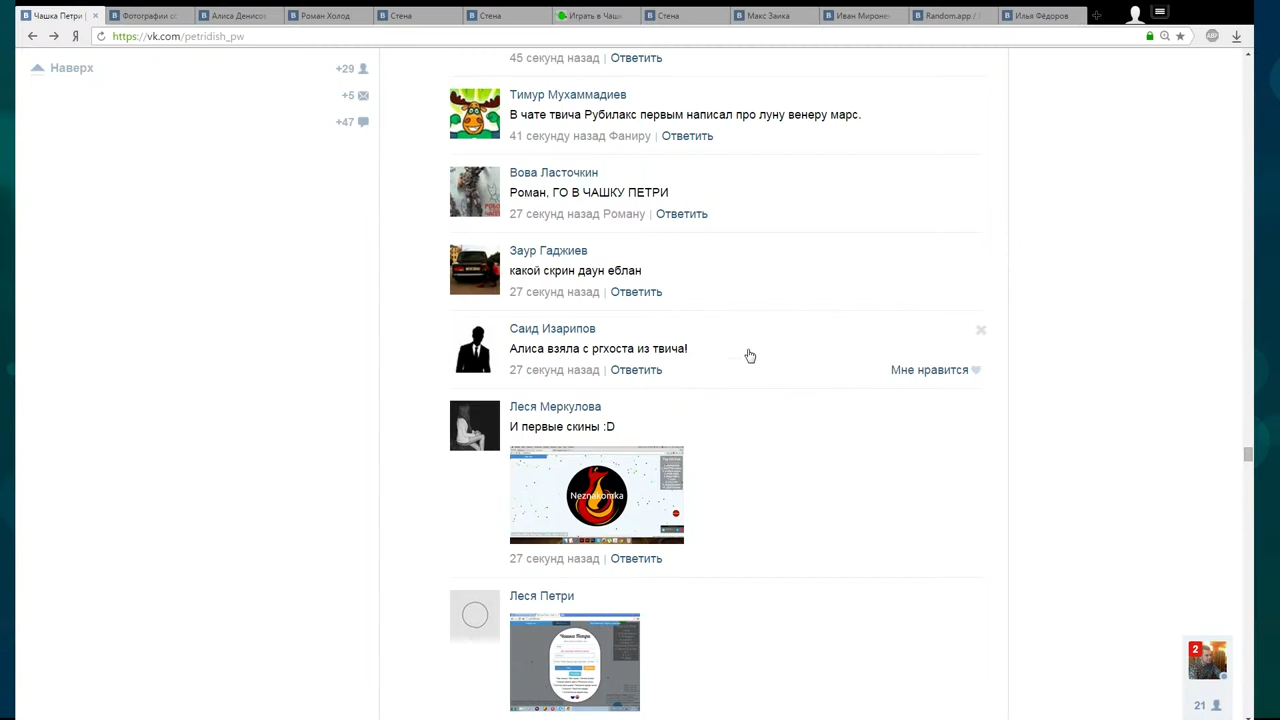 Чашка Петри |
Фотографии со
Алиса Денисов
Роман Холод
Стена
Стена
Играть в Чашк
Стена
Макс Заика
Иван Миронен
Random.app /
Илья Фёдоров
https://vk.com/petridish_pw
Наверх
+29
+5
+47
45 секунд назад | Ответить
Тимур Мухаммадиев
В чате твича Рубилакс первым написал про луну венеру марс.
41 секунду назад Фаниру | Ответить
Вова Ласточкин
Роман, ГО В ЧАШКУ ПЕТРИ
27 секунд назад Роману | Ответить
Заур Гаджиев
какой скрин даун еблан
27 секунд назад | Ответить
Саид Изарипов
Алиса взяла с ргхоста из твича!
27 секунд назад | Ответить
Мне нравится
Леся Меркулова
И первые скины :D
Neznakomka
27 секунд назад | Ответить
Леся Петри
Чашка Петри
2
21